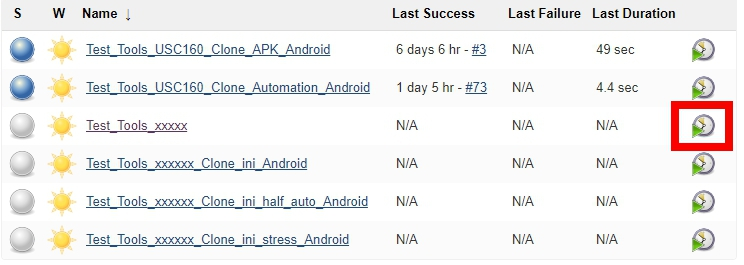 S W Name ↓ Last Success Last Failure Last Duration
Test_Tools_USC160_Clone_APK_Android 6 days 6 hr - #3 N/A 49 sec
Test_Tools_USC160_Clone_Automation_Android 1 day 5 hr - #73 N/A 4.4 sec
Test_Tools_xxxxx N/A N/A N/A
Test_Tools_xxxxxx_Clone_ini_Android N/A N/A N/A
Test_Tools_xxxxxx_Clone_ini_half_auto_Android N/A N/A N/A
Test_Tools_xxxxxx_Clone_ini_stress_Android N/A N/A N/A